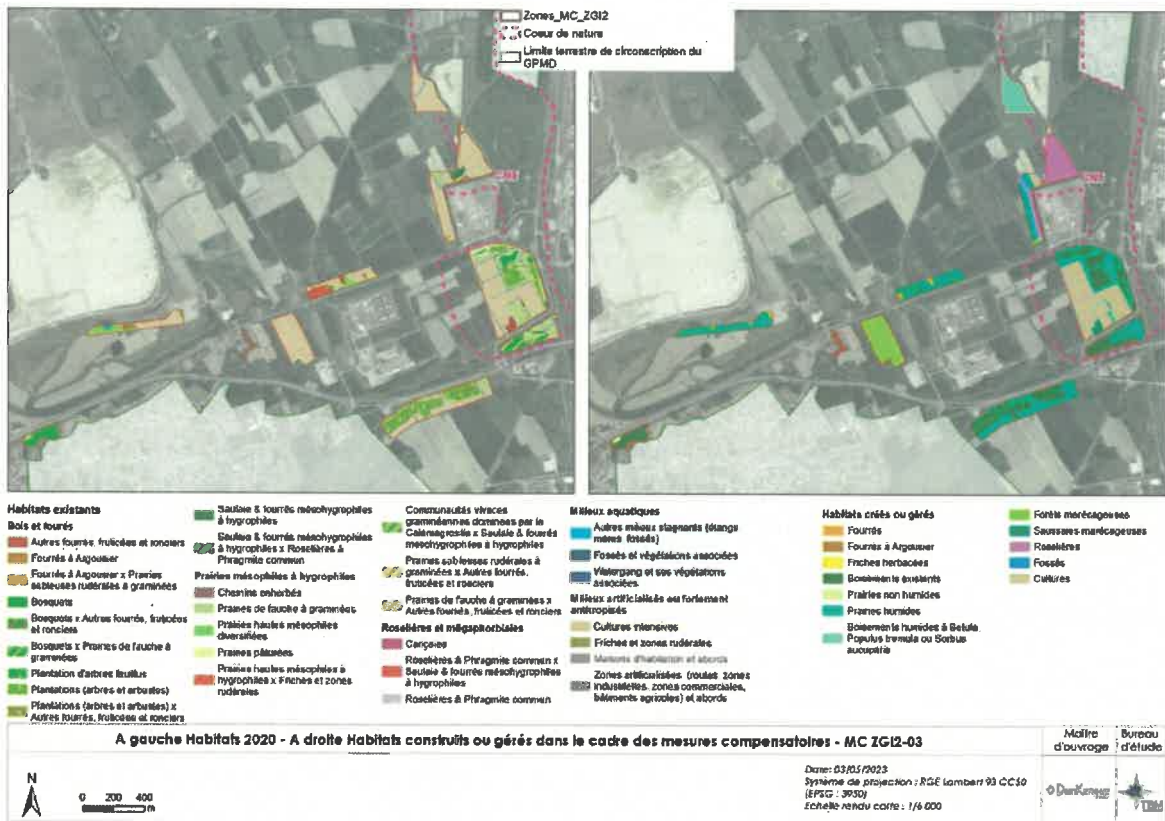 Zones_MC_ZGI2
Coeur de nature
Limite terrestre de circonscription du
GPMD
Habitats existants
Bois et fourés
Autres fourrés, fruticées et ronciers
Fourrés à Argousier
Fourrés à Argousier x Prairies
sableuses rudérales à graminées
Bosquets
Bosquets x Autres fourrés, fruticées
et ronciers
Bosquets x Prairies de fauche à
graminées
Plantation d'arbres feuillus
Plantations (arbres et arbustes)
Plantations (arbres et arbustes) x
Autres fourrés, fruticées et ronciers
Saulaie & fourrés mésohygrophiles
à hygrophiles
Saulaie & fourrés mésohygrophiles
à hygrophiles x Roselières à
Phragmite commun
Prairies mésophiles à hygrophiles
Chemins enherbés
Prairies de fauche à graminées
Prairies hautes mésophiles
diversifiées
Prairies pâturées
Prairies hautes mésophiles à
hygrophiles x Friches et zones
rudérales
Communautés vivaces
graminéennes dominées par le
Calamagrostis x Saulaie & fourrés
mésohygrophiles à hygrophiles
Prairies sableuses rudérales à
graminées x Autres fourrés,
fruticées et ronciers
Prairies de fauche à graminées x
Autres fourrés, fruticées et ronciers
Roselières et mégaphorbiaies
Cariçaies
Roselières à Phragmite commun x
Saulaie & fourrés mésohygrophiles
à hygrophiles
Roselières à Phragmite commun
Milieux aquatiques
Autres milieux stagnants (étangs
mares fossés)
Fossés et végétations associées
Watergang et ses végétations
associées
Milieux artificialisés ou fortement
anthropisés
Cultures intensives
Friches et zones rudérales
Maisons d'habitation et abords
Zones artificialisées (routes zones
industrielles, zones commerciales,
bâtiments agricoles) et abords
Habitats créés ou gérés
Fourrés
Fourrés à Argousier
Friches herbacées
Boisements existants
Prairies non humides
Prairies humides
Boisements humides à Betula
Populus tremula ou Sorbus
aucuparia
Forêts marécageuses
Saussaies marécageuses
Roselières
Fossés
Cultures
A gauche Habitats 2020 - A droite Habitats construits ou gérés dans le cadre des mesures compensatoires - MC ZGI2-03
Maître
d'ouvrage
Bureau
d'étude
N
0 200 400
m
Date: 03/05/2023
Système de projection : RGE Lambert 93 CC50
(EPSG : 3950)
Echelle rendu carte : 1/6 000
Dunkerque
TBM